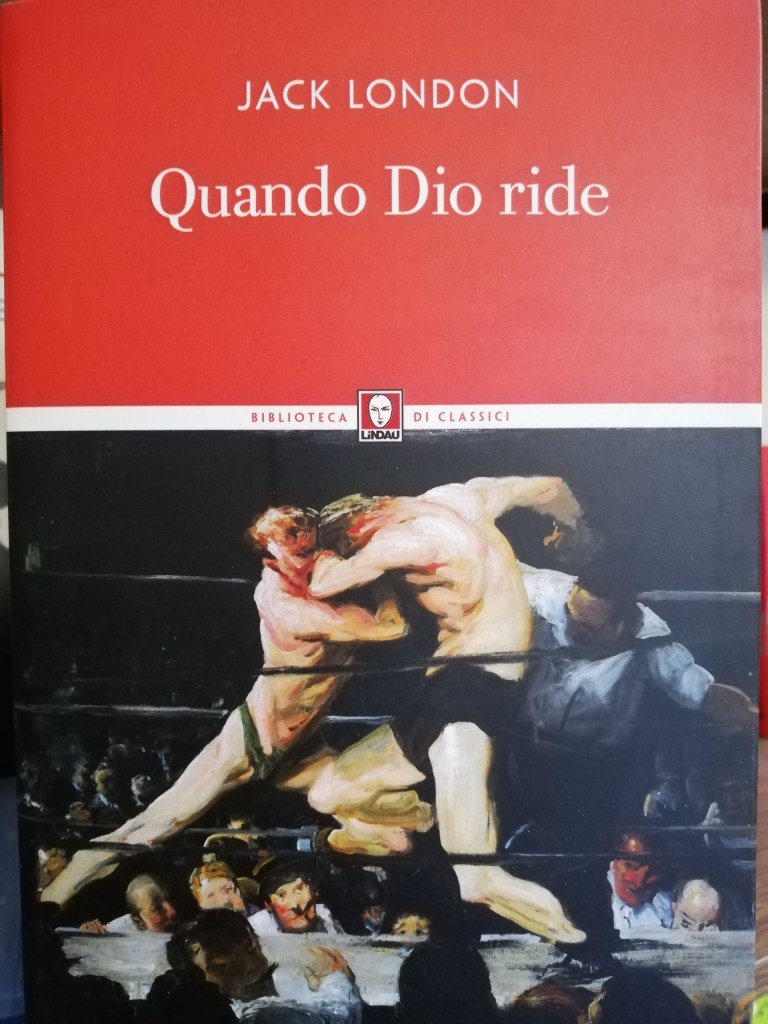 JACK LONDON
Quando Dio ride
BIBLIOTECA DI CLASSICI
LiNDAU